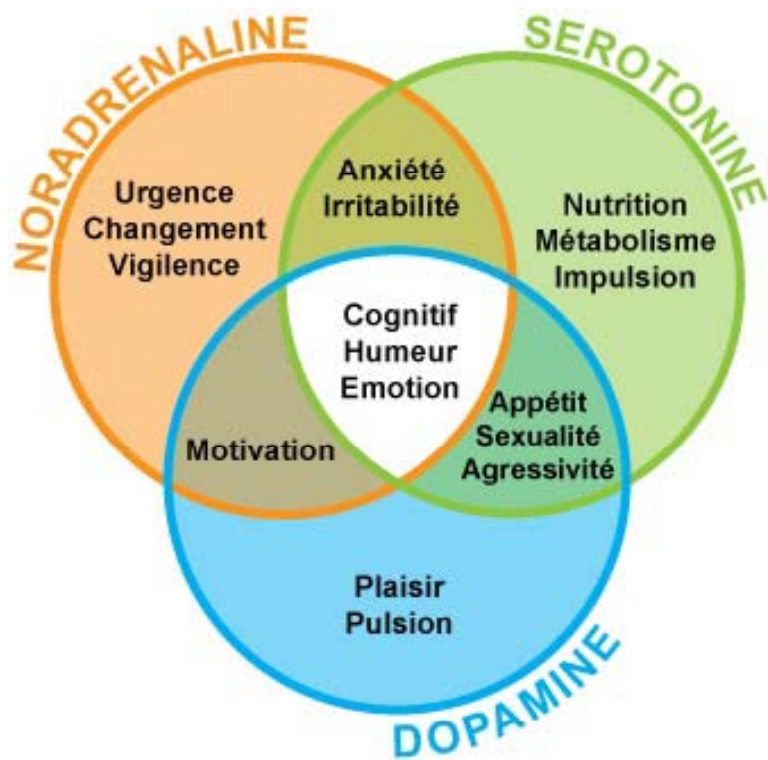 NORADRENALINE
SEROTONINE
Anxiété
Irritabilité
Urgence
Changement
Vigilence
Nutrition
Métabolisme
Impulsion
Cognitif
Humeur
Emotion
Motivation
Appétit
Sexualité
Agressivité
Plaisir
Pulsion
DOPAMINE